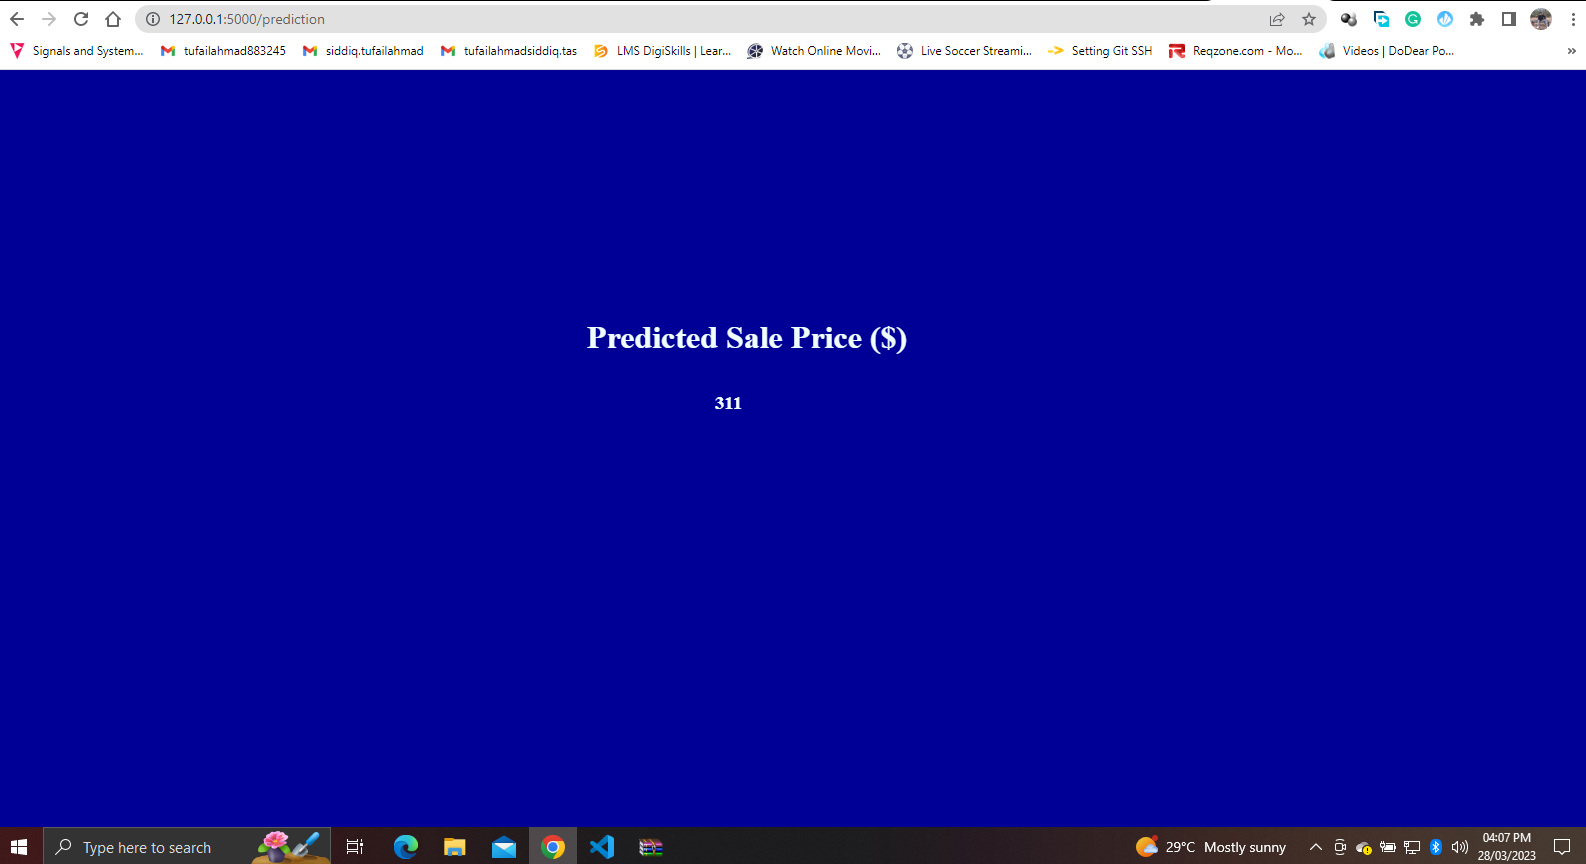 127.0.0.1:5000/prediction
Signals and System... tufailahmad883245 siddiq.tufailahmad tufailahmadsiddiq.tas LMS DigiSkills | Lear... Watch Online Movi... Live Soccer Streami... Setting Git SSH Reqzone.com - Mo... Videos | DoDear Po... »
Predicted Sale Price ($)
311
Type here to search 29°C Mostly sunny 04:07 PM
28/03/2023